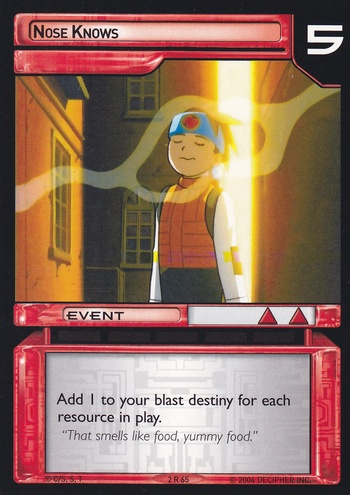 NOSE KNOWS
5
EVENT
Add 1 to your blast destiny for each
resource in play.
"That smells like food, yummy food."
2 R 65
© 2004 DECIPHER INC.